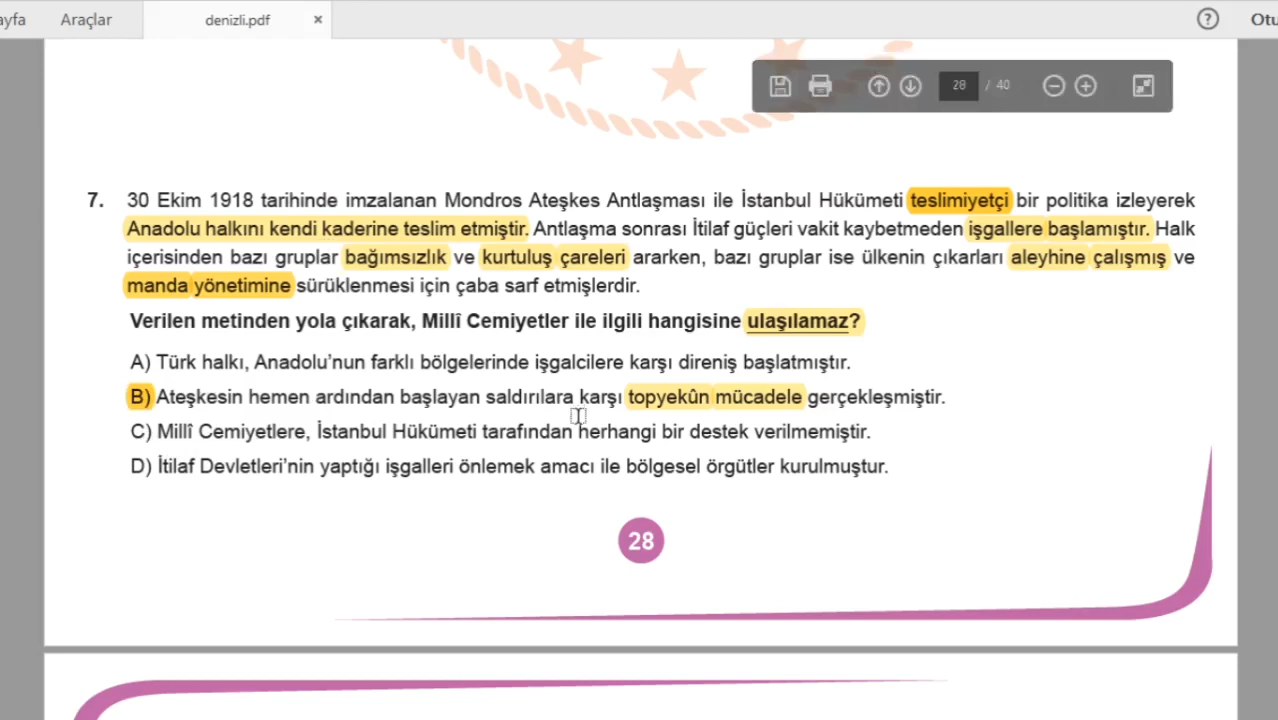 ayfa
Araçlar
denizli.pdf
×
?
Otu
28 / 40
7. 30 Ekim 1918 tarihinde imzalanan Mondros Ateşkes Antlaşması ile İstanbul Hükümeti teslimiyetçi bir politika izleyerek
Anadolu halkını kendi kaderine teslim etmiştir. Antlaşma sonrası İtilaf güçleri vakit kaybetmeden işgallere başlamıştır. Halk
içerisinden bazı gruplar bağımsızlık ve kurtuluş çareleri ararken, bazı gruplar ise ülkenin çıkarları aleyhine çalışmış ve
manda yönetimine sürüklenmesi için çaba sarf etmişlerdir.
Verilen metinden yola çıkarak, Millî Cemiyetler ile ilgili hangisine ulaşılamaz?
A) Türk halkı, Anadolu’nun farklı bölgelerinde işgalcilere karşı direniş başlatmıştır.
B) Ateşkesin hemen ardından başlayan saldırılara karşı topyekûn mücadele gerçekleşmiştir.
C) Millî Cemiyetlere, İstanbul Hükümeti tarafından herhangi bir destek verilmemiştir.
D) İtilaf Devletleri’nin yaptığı işgalleri önlemek amacı ile bölgesel örgütler kurulmuştur.
28